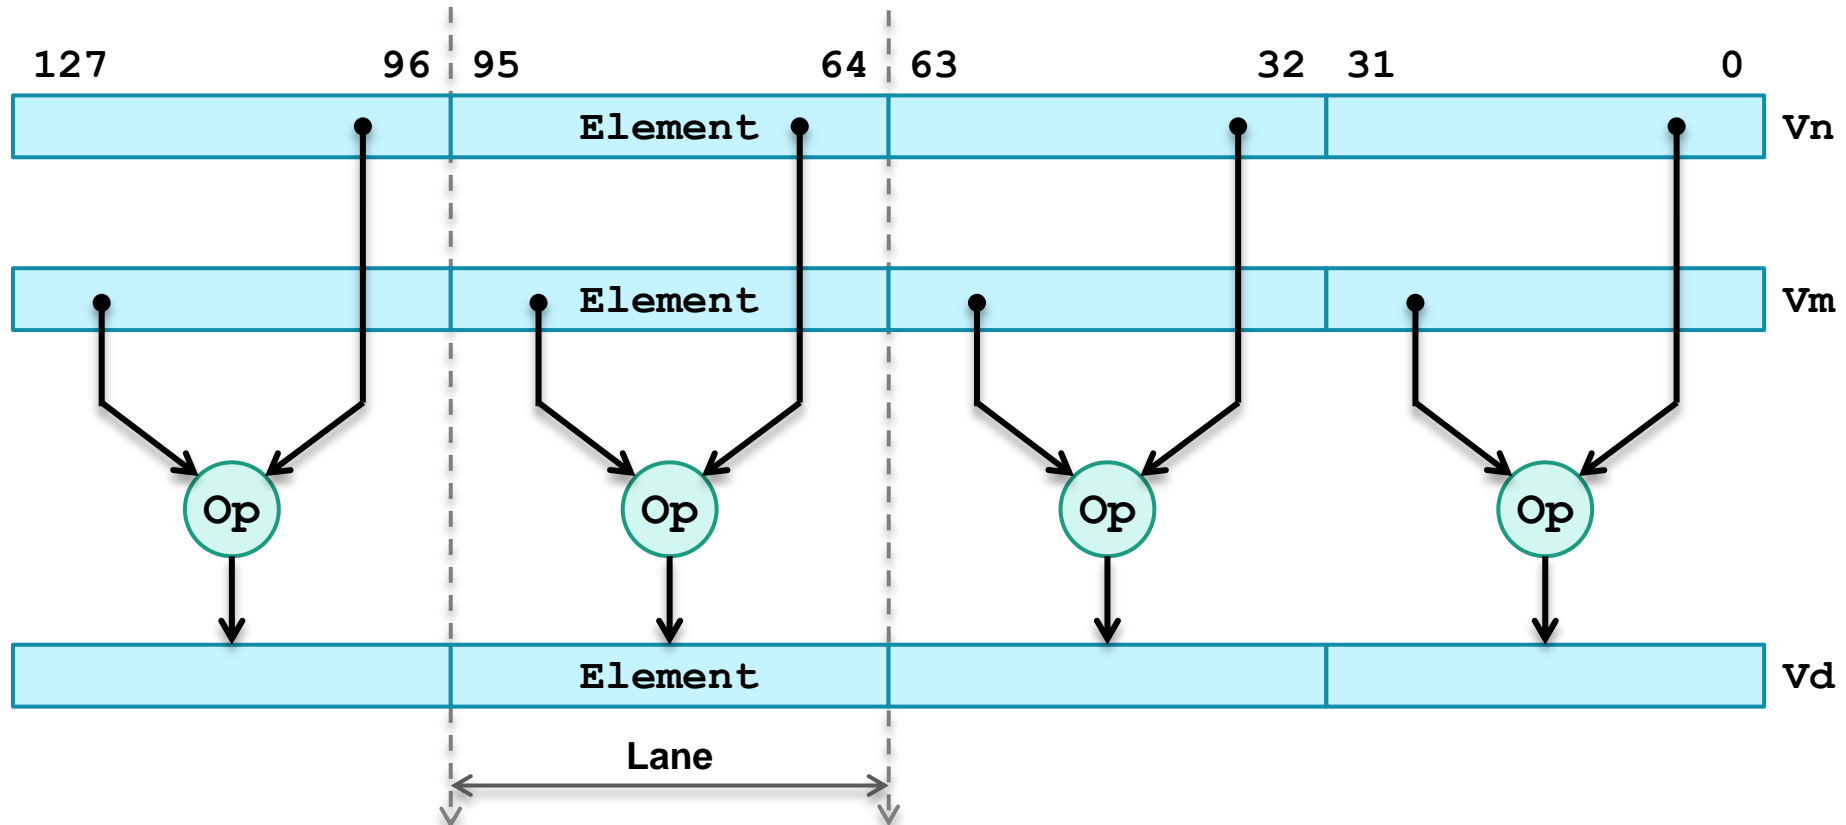 127 96 95 64 63 32 31 0
Element Vn
Element Vm
Op Op Op Op
Element Vd
Lane